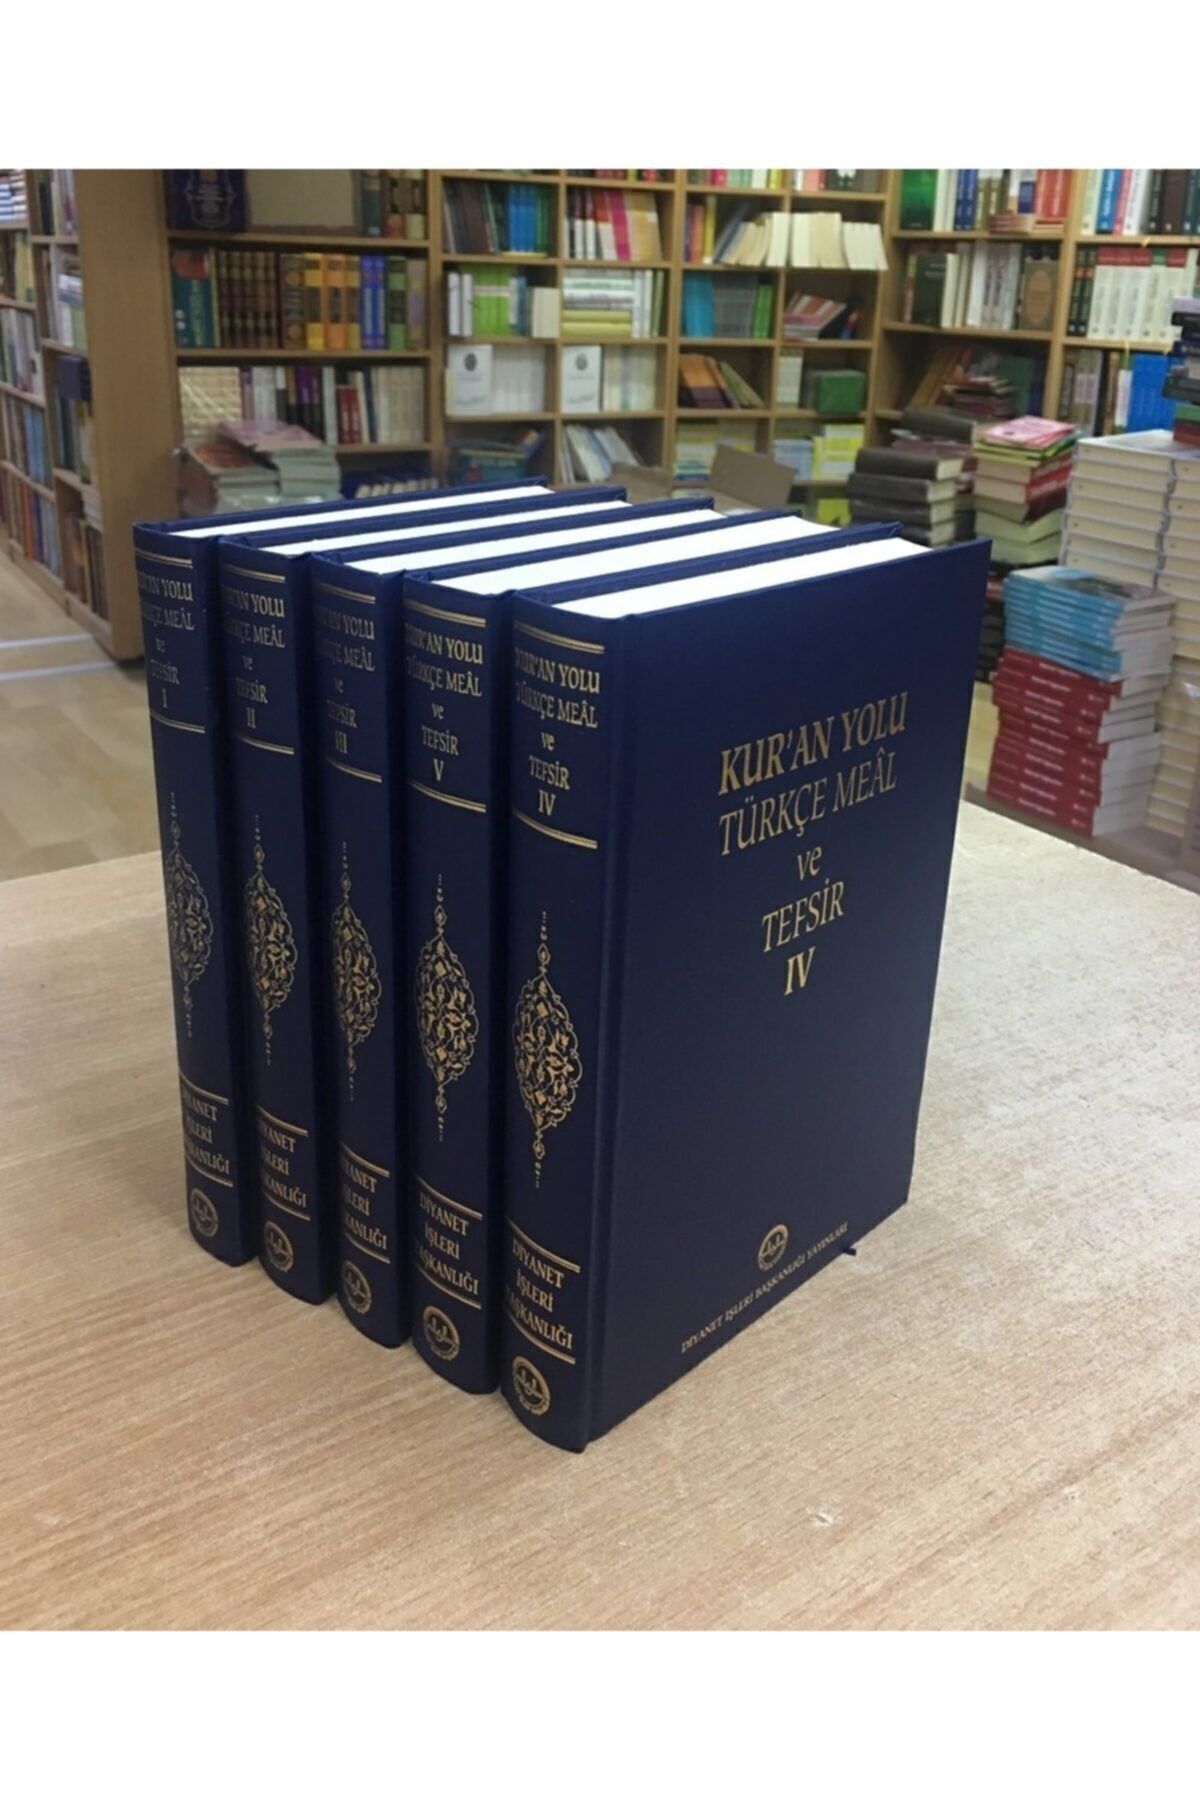 KUR'AN YOLU
TÜRKÇE MEÂL
ve
TEFSİR
I
DİYANET
İŞLERİ
KUR'AN YOLU
TÜRKÇE MEÂL
ve
TEFSİR
II
DİYANET
İŞLERİ
KUR'AN YOLU
TÜRKÇE MEÂL
ve
TEFSİR
III
DİYANET
İŞLERİ
KUR'AN YOLU
TÜRKÇE MEÂL
ve
TEFSİR
V
DİYANET
İŞLERİ
BAŞKANLIĞI
KUR'AN YOLU
TÜRKÇE MEÂL
ve
TEFSİR
IV
DİYANET
İŞLERİ
BAŞKANLIĞI
KUR'AN YOLU
TÜRKÇE MEÂL
ve
TEFSİR
IV
DİYANET İŞLERİ BAŞKANLIĞI YAYINLARI